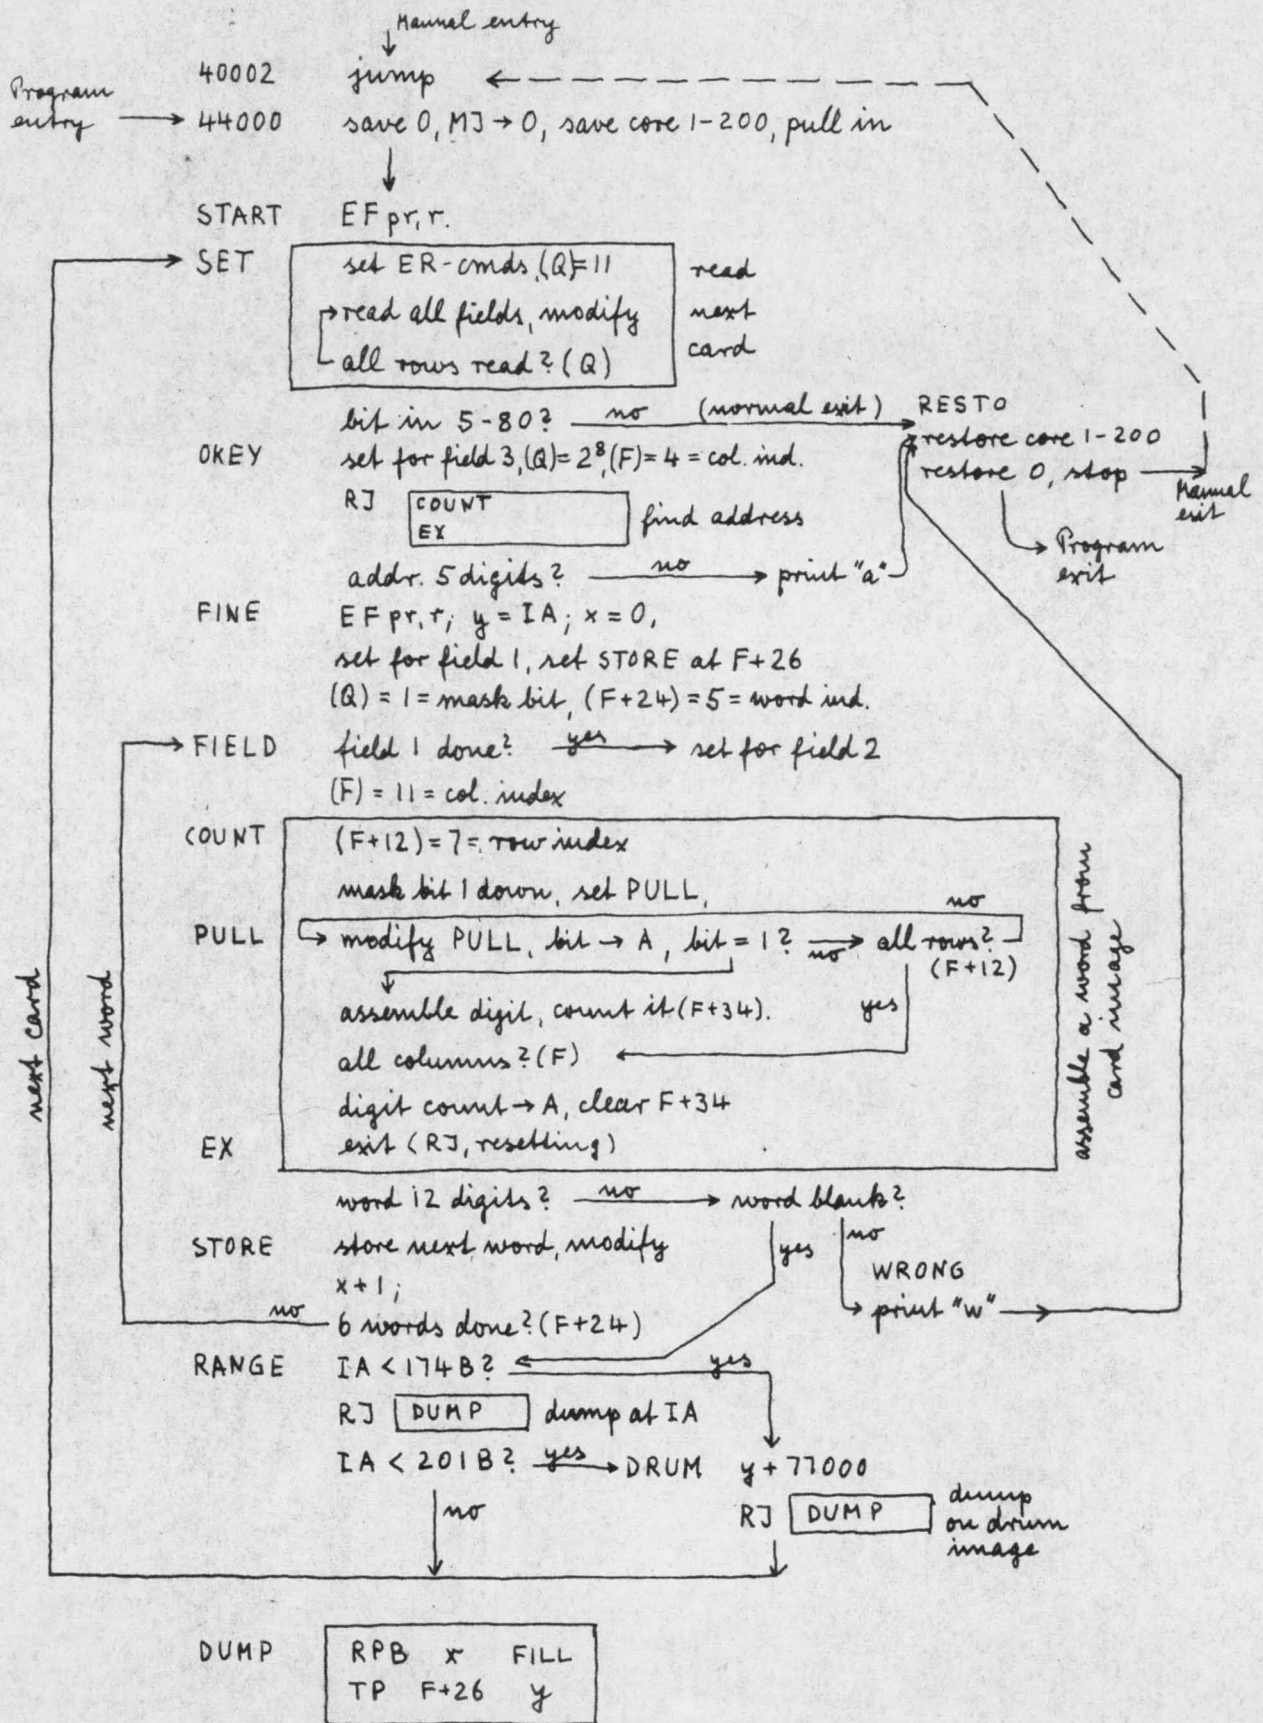 Manual entry
40002 jump
Program entry
44000 save 0, MJ → 0, save core 1-200, pull in
START EF pr, r.
SET set ER-cmds, (Q)=11
read all fields, modify
all rows read? (Q)
read next card
bit in 5-80? no (normal exit) RESTO
restore core 1-200
OKEY set for field 3, (Q)=2⁸, (F)=4=col. ind.
restore 0, stop
Manual exit
RJ COUNT EX find address
Program exit
addr. 5 digits? no print "a"
FINE EF pr, r; y = IA; x = 0,
set for field 1, set STORE at F+26
(Q) = 1 = mask bit, (F+24) = 5 = word ind.
FIELD field 1 done? yes set for field 2
(F) = 11 = col. index
COUNT (F+12) = 7 = row index
mask bit 1 down, set PULL,
no
PULL modify PULL, bit → A, bit = 1? no all rows?
(F+12)
assemble digit, count it (F+34). yes
all columns? (F)
digit count → A, clear F+34
EX exit (RJ, resetting)
assemble a word from card image
next card
next word
word 12 digits? no word blank?
STORE store next word, modify
yes no
x+1;
WRONG
print "w"
no 6 words done? (F+24)
RANGE IA < 174B? yes
RJ DUMP dump at IA
IA < 201B? yes DRUM y + 77000
no
RJ DUMP dump on drum image
DUMP RPB x FILL
TP F+26 y